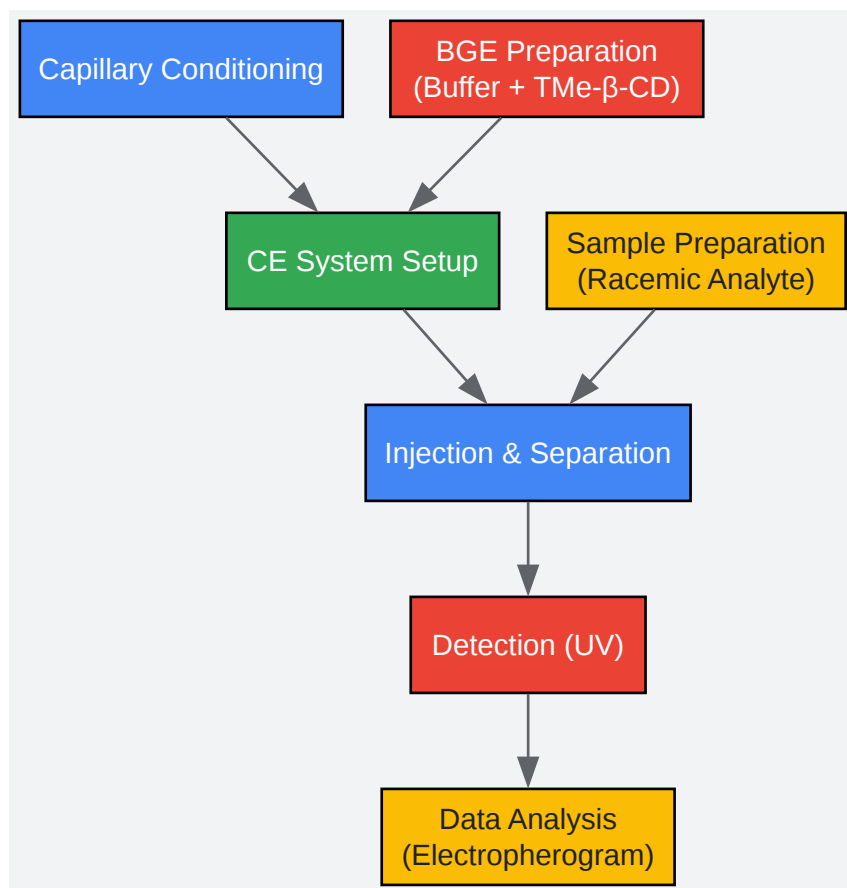 Capillary Conditioning
BGE Preparation
(Buffer + TMe-β-CD)
CE System Setup
Sample Preparation
(Racemic Analyte)
Injection & Separation
Detection (UV)
Data Analysis
(Electropherogram)